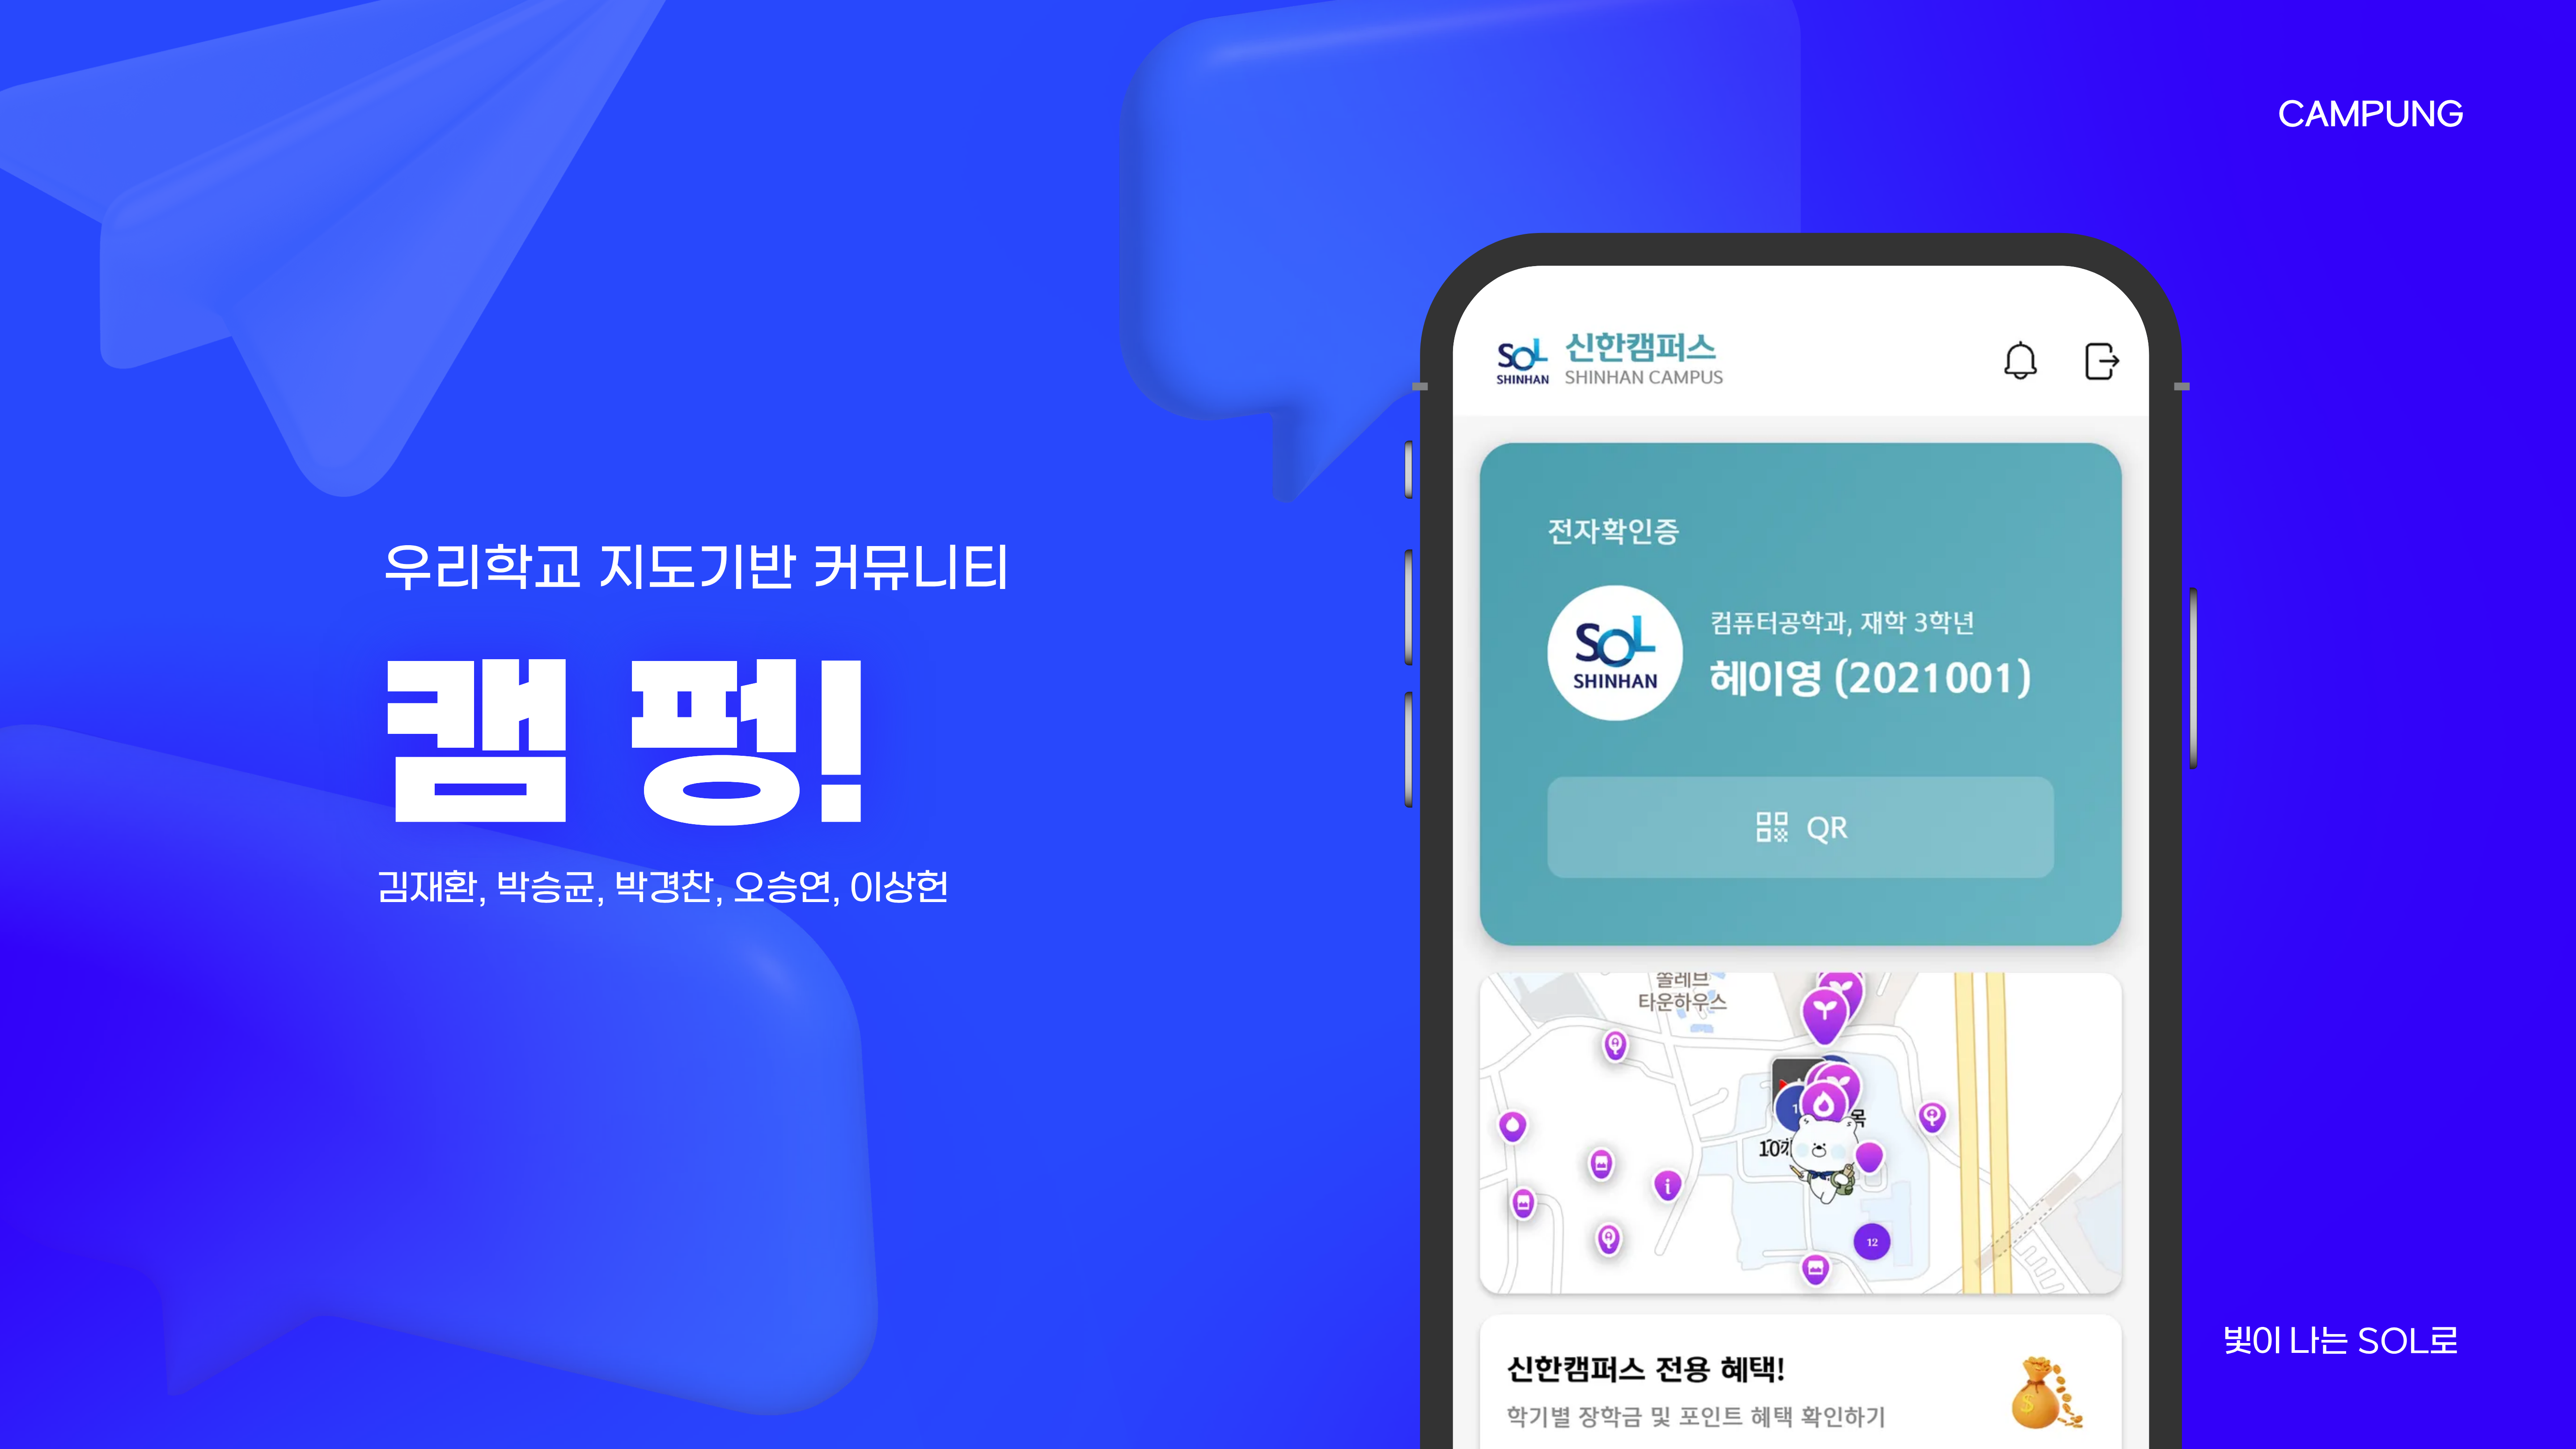 CAMPUNG
우리학교 지도기반 커뮤니티
캠펑!
김재환, 박승균, 박경찬, 오승연, 이상헌
SOL
SHINHAN
신한캠퍼스
SHINHAN CAMPUS
전자확인증
SOL
SHINHAN
컴퓨터공학과, 재학 3학년
헤이영 (2021001)
QR
쏠레브
타운하우스
12
신한캠퍼스 전용 혜택!
학기별 장학금 및 포인트 혜택 확인하기
빛이 나는 SOL로